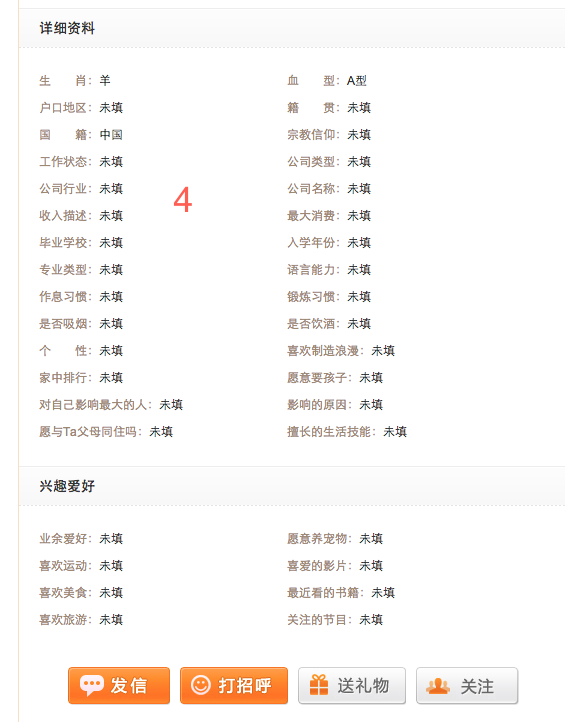 详细资料
生 肖：羊 血 型：A型
户口地区：未填 籍 贯：未填
国 籍：中国 宗教信仰：未填
工作状态：未填 公司类型：未填
公司行业：未填 公司名称：未填
4
收入描述：未填 最大消费：未填
毕业学校：未填 入学年份：未填
专业类型：未填 语言能力：未填
作息习惯：未填 锻炼习惯：未填
是否吸烟：未填 是否饮酒：未填
个 性：未填 喜欢制造浪漫：未填
家中排行：未填 愿意要孩子：未填
对自己影响最大的人：未填 影响的原因：未填
愿与Ta父母同住吗：未填 擅长的生活技能：未填
兴趣爱好
业余爱好：未填 愿意养宠物：未填
喜欢运动：未填 喜爱的影片：未填
喜欢美食：未填 最近看的书籍：未填
喜欢旅游：未填 关注的节目：未填
发信 打招呼 送礼物 关注